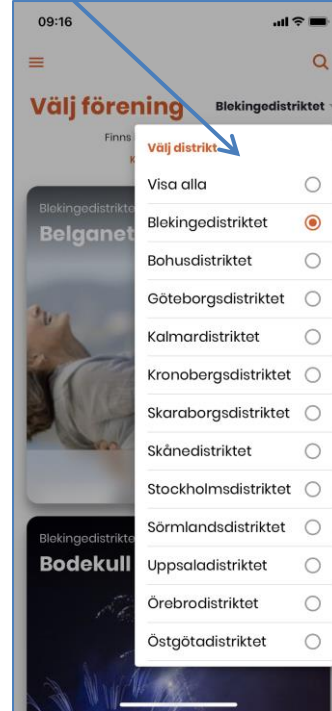 09:16
Välj förening
Blekingedistriktet
Finns
Välj distrikt
Visa alla
Blekingedistriktet
Bohusdistriktet
Göteborgsdistriktet
Kalmardistriktet
Kronobergsdistriktet
Skaraborgsdistriktet
Skånedistriktet
Stockholmsdistriktet
Sörmlandsdistriktet
Uppsaladistriktet
Örebrodistriktet
Östgötadistriktet
Blekingedistrikte
Belganet
Blekingedistrikte
Bodekull